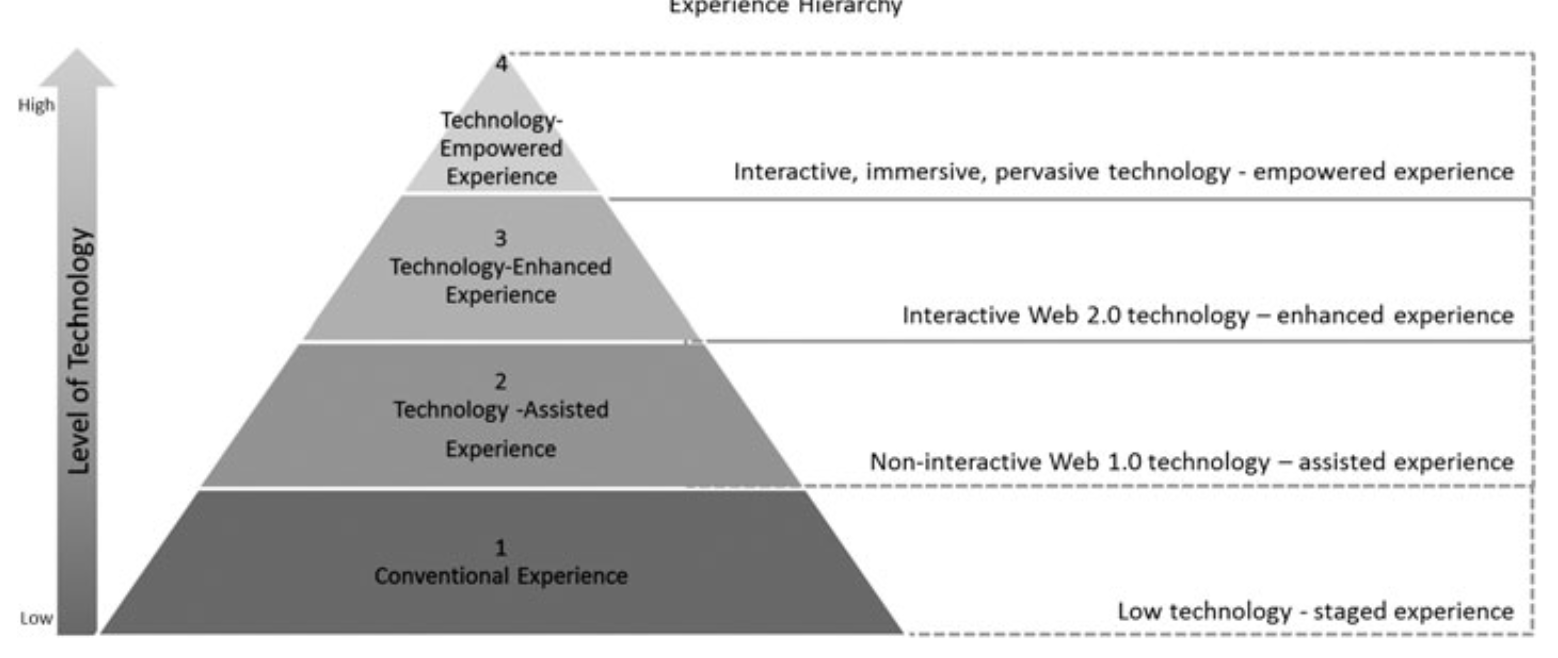 Experience Hierarchy
High
Level of Technology
Low
4
Technology-
Empowered
Experience
Interactive, immersive, pervasive technology - empowered experience
3
Technology-Enhanced
Experience
Interactive Web 2.0 technology – enhanced experience
2
Technology -Assisted
Experience
Non-interactive Web 1.0 technology – assisted experience
1
Conventional Experience
Low technology - staged experience